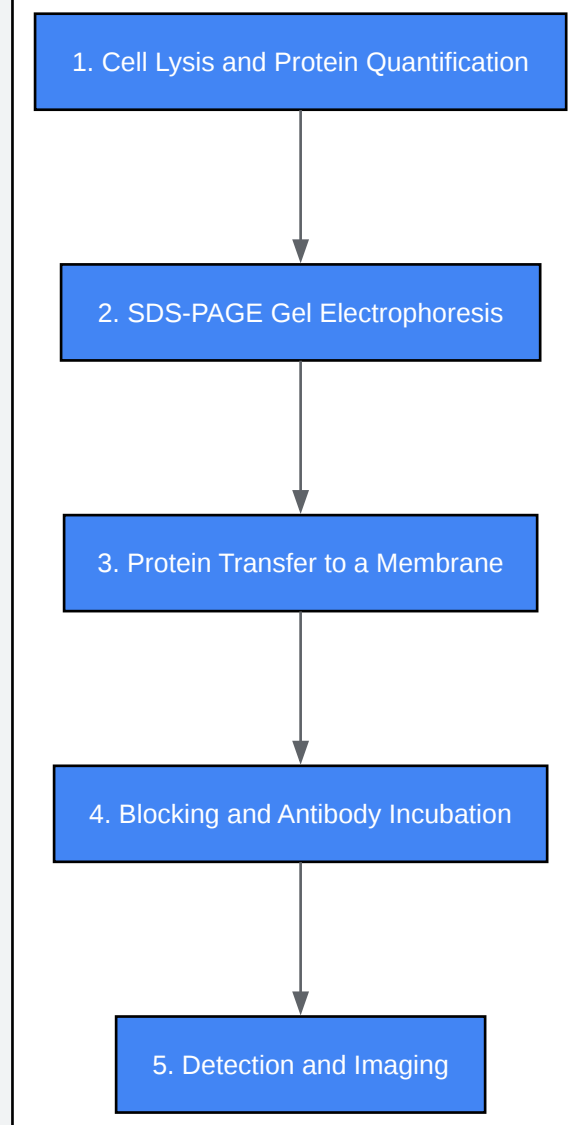 1. Cell Lysis and Protein Quantification
2. SDS-PAGE Gel Electrophoresis
3. Protein Transfer to a Membrane
4. Blocking and Antibody Incubation
5. Detection and Imaging